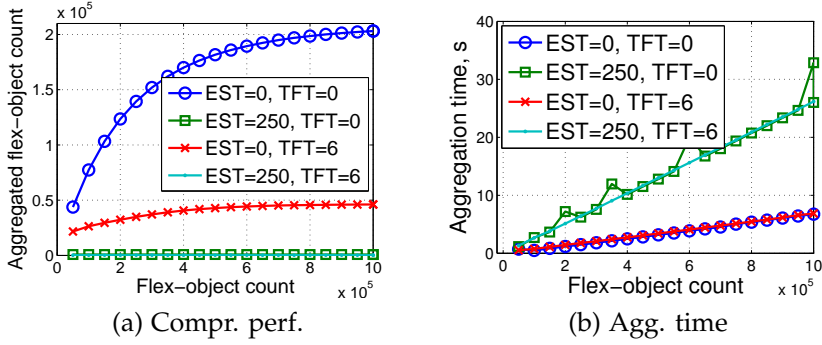 x 10^5
Aggregated flex−object count
2
1.5
1
0.5
0
0
2
4
6
8
10
EST=0, TFT=0
EST=250, TFT=0
EST=0, TFT=6
EST=250, TFT=6
Flex−object count
x 10^5
(a) Compr. perf.
Aggregation time, s
40
30
20
10
0
0
2
4
6
8
10
EST=0, TFT=0
EST=250, TFT=0
EST=0, TFT=6
EST=250, TFT=6
Flex−object count
x 10^5
(b) Agg. time